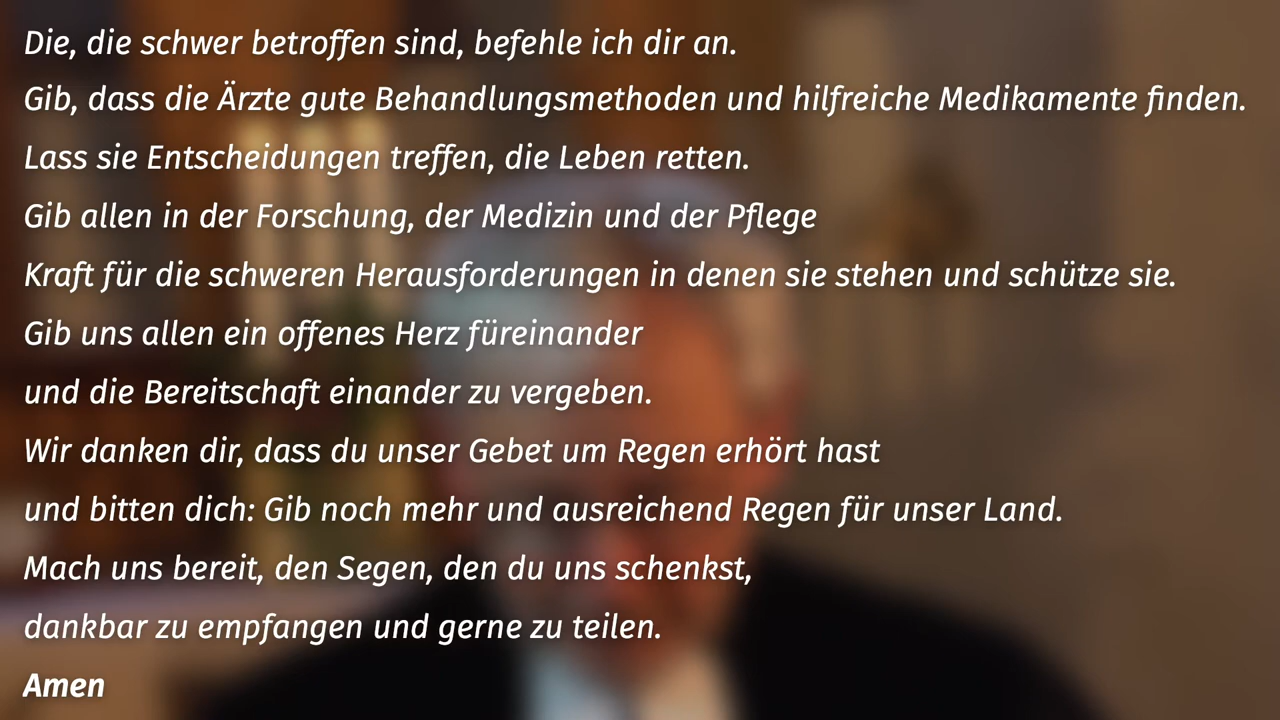 Die, die schwer betroffen sind, befehle ich dir an.
Gib, dass die Ärzte gute Behandlungsmethoden und hilfreiche Medikamente finden.
Lass sie Entscheidungen treffen, die Leben retten.
Gib allen in der Forschung, der Medizin und der Pflege
Kraft für die schweren Herausforderungen in denen sie stehen und schütze sie.
Gib uns allen ein offenes Herz füreinander
und die Bereitschaft einander zu vergeben.
Wir danken dir, dass du unser Gebet um Regen erhört hast
und bitten dich: Gib noch mehr und ausreichend Regen für unser Land.
Mach uns bereit, den Segen, den du uns schenkst,
dankbar zu empfangen und gerne zu teilen.
Amen